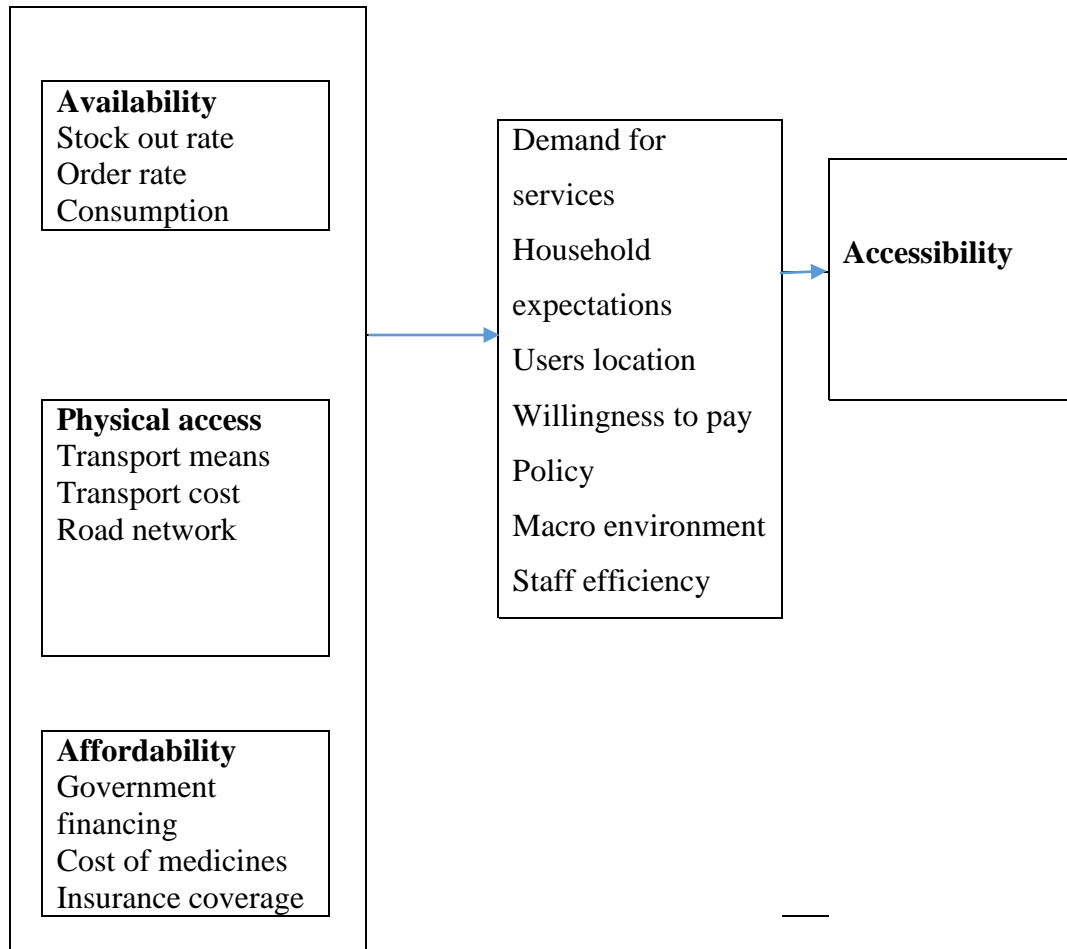 Availability
Stock out rate
Order rate
Consumption
Physical access
Transport means
Transport cost
Road network
Affordability
Government
financing
Cost of medicines
Insurance coverage
Demand for
services
Household
expectations
Users location
Willingness to pay
Policy
Macro environment
Staff efficiency
Accessibility